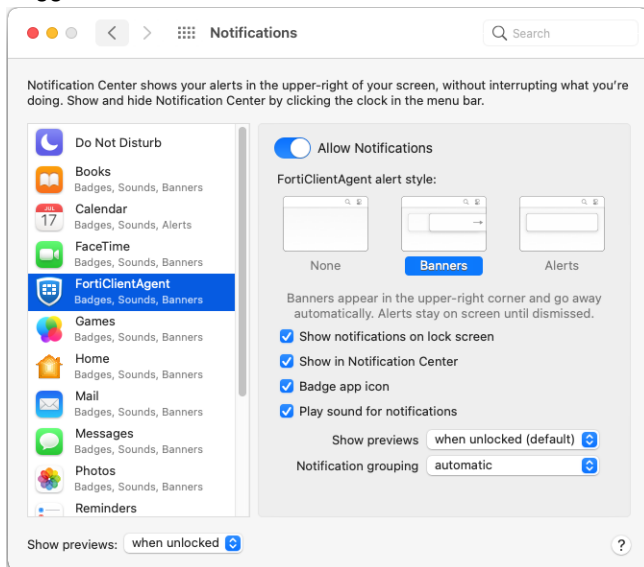 Notifications
Search
Notification Center shows your alerts in the upper-right of your screen, without interrupting what you're
doing. Show and hide Notification Center by clicking the clock in the menu bar.
Do Not Disturb
Books
Badges, Sounds, Banners
JUL
17
Calendar
Badges, Sounds, Alerts
FaceTime
Badges, Sounds, Banners
FortiClientAgent
Badges, Sounds, Banners
Games
Badges, Sounds, Banners
Home
Badges, Sounds, Banners
Mail
Badges, Sounds, Banners
Messages
Badges, Sounds, Banners
Photos
Badges, Sounds, Banners
Reminders
Allow Notifications
FortiClientAgent alert style:
None
Banners
Alerts
Banners appear in the upper-right corner and go away
automatically. Alerts stay on screen until dismissed.
Show notifications on lock screen
Show in Notification Center
Badge app icon
Play sound for notifications
Show previews when unlocked (default)
Notification grouping automatic
Show previews: when unlocked
?